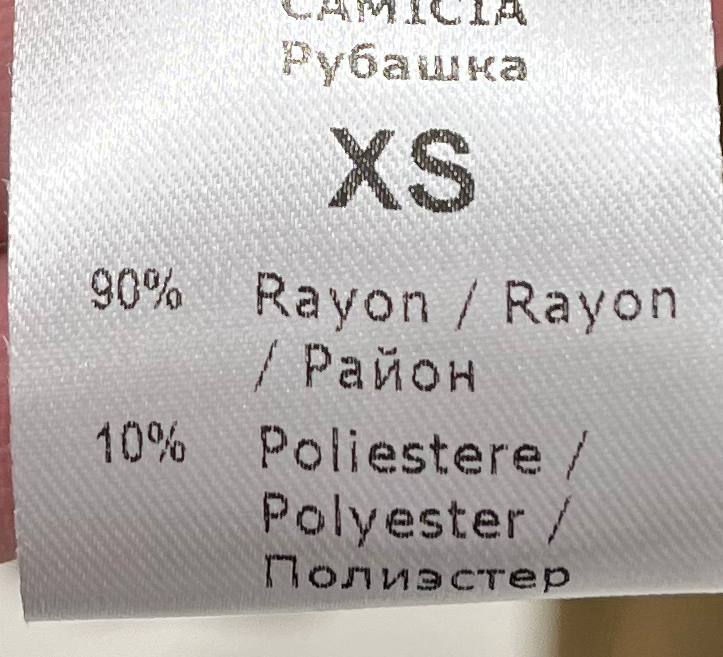 CAMICIA
Рубашка
XS
90% Rayon / Rayon
/ Район
10% Poliestere /
Polyester /
Полиэстер